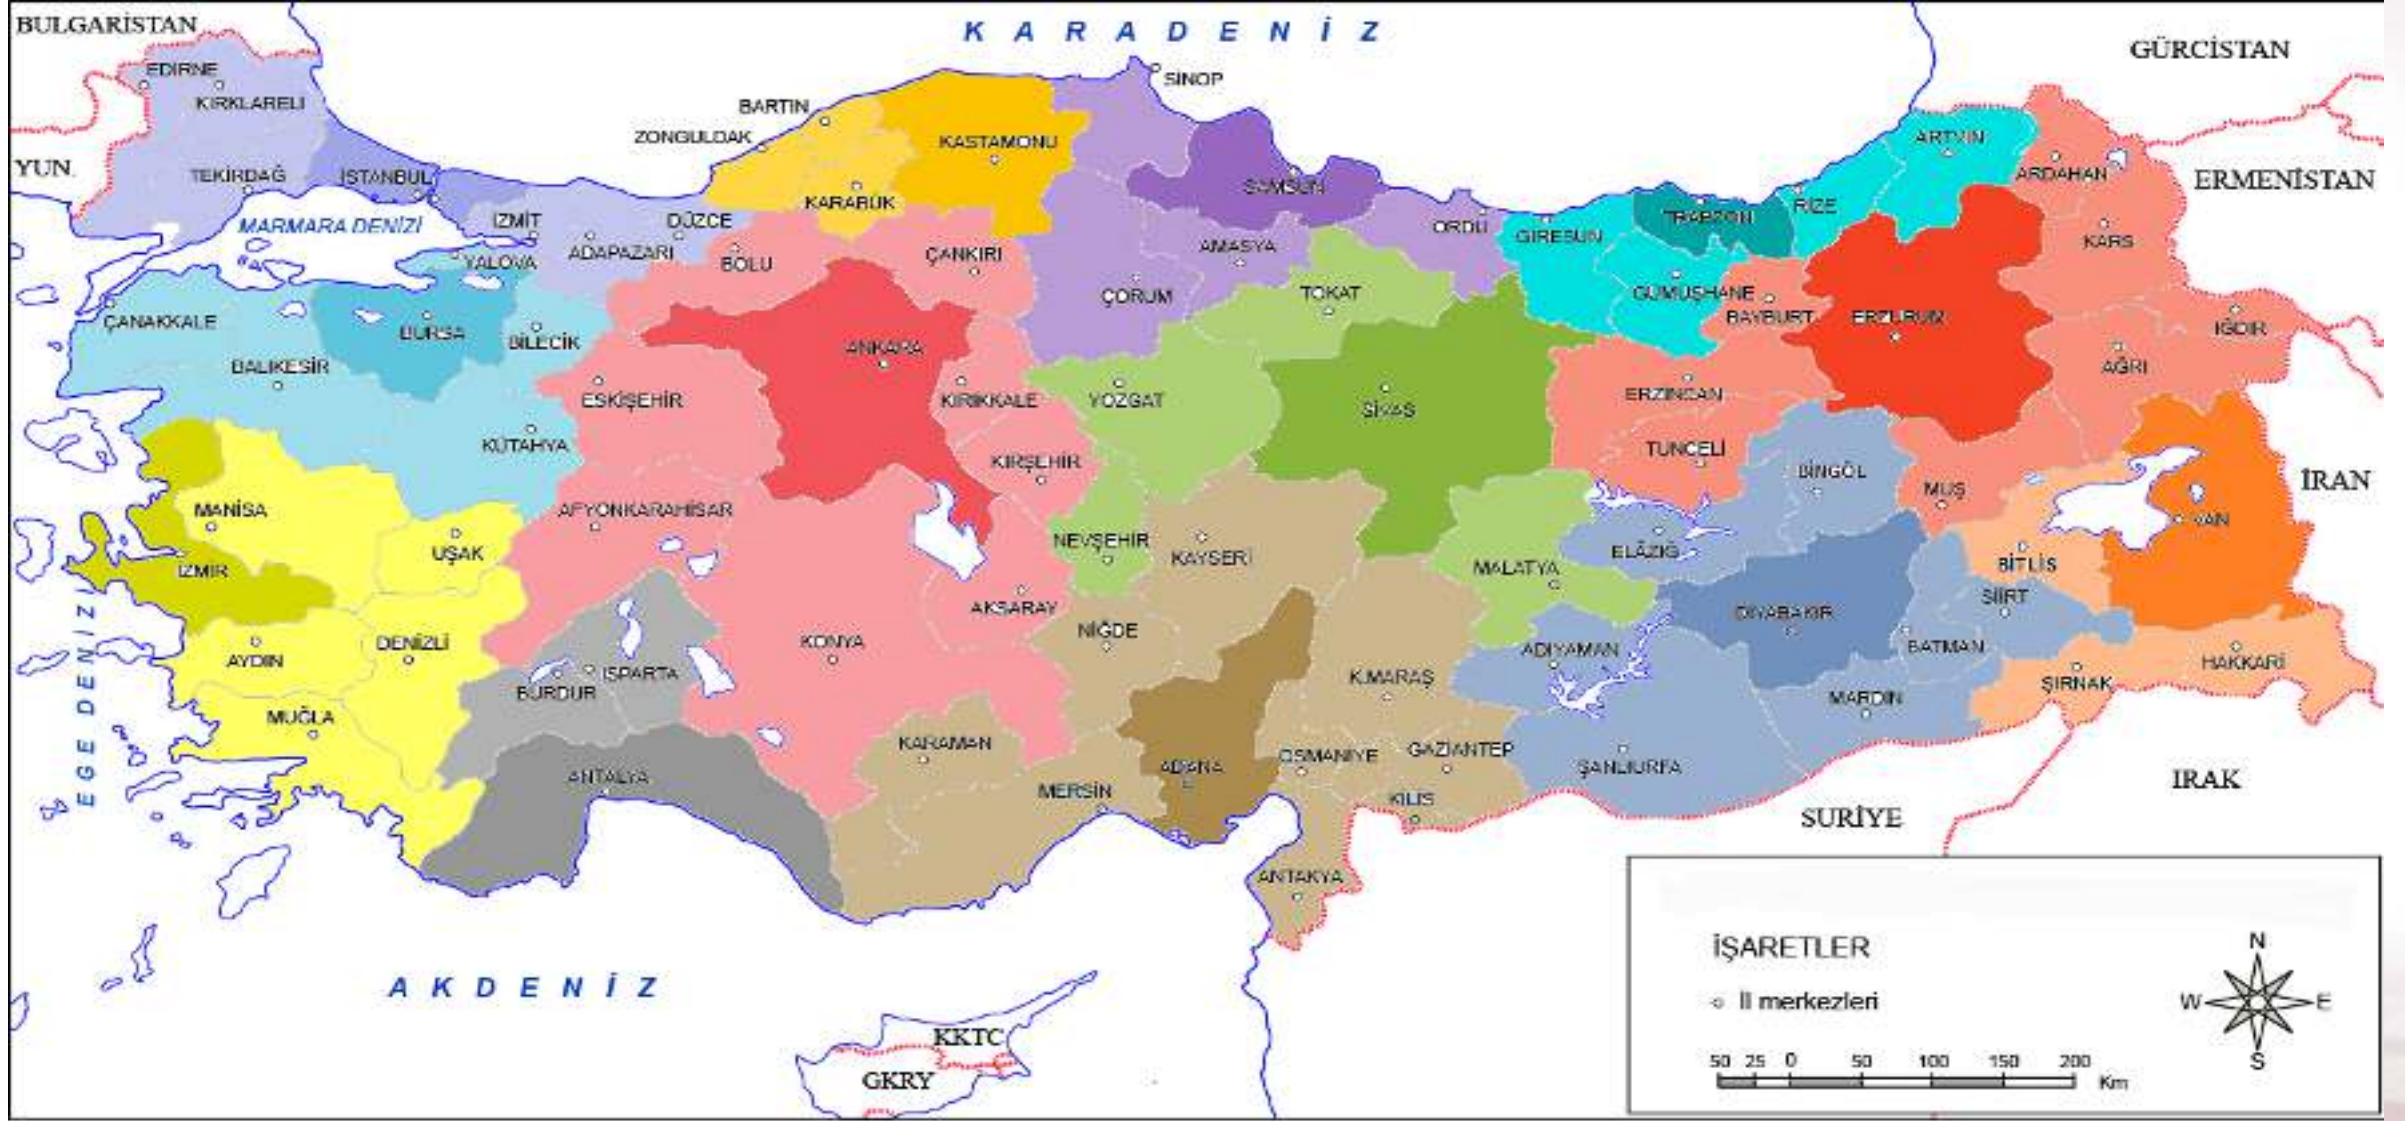 BULGARİSTAN
K A R A D E N İ Z
GÜRCİSTAN
EDİRNE
SİNOP
KIRKLARELİ
BARTIN
ZONGULDAK
KASTAMONU
ARTVİN
YUN.
TEKİRDAĞ
İSTANBUL
SAMSUN
ARDAHAN
ERMENİSTAN
KARABÜK
TRABZON
RİZE
MARMARA DENİZİ
İZMİT
DÜZCE
ORDU
GİRESUN
KARS
ADAPAZARI
BOLU
ÇANKIRI
AMASYA
YALOVA
ÇORUM
TOKAT
GÜMÜŞHANE
BAYBURT
ERZURUM
IĞDIR
ÇANAKKALE
BURSA
BİLECİK
ANKARA
BALIKESİR
AĞRI
ESKİŞEHİR
KIRIKKALE
YOZGAT
SİVAS
ERZİNCAN
KÜTAHYA
TUNCELİ
KIRŞEHİR
BİNGÖL
İRAN
MANİSA
AFYONKARAHİSAR
MUŞ
VAN
UŞAK
NEVŞEHİR
KAYSERİ
ELÂZIĞ
İZMİR
MALATYA
BİTLİS
AKSARAY
SİİRT
DİYABAKIR
NİĞDE
KONYA
AYDIN
DENİZLİ
ADIYAMAN
BATMAN
HAKKARİ
EGE DENİZİ
BURDUR
ISPARTA
K.MARAŞ
ŞIRNAK
MUĞLA
MARDİN
KARAMAN
OSMANİYE
GAZİANTEP
ANTALYA
ADANA
ŞANLIURFA
IRAK
MERSİN
KİLİS
SURİYE
ANTAKYA
A K D E N İ Z
KKTC
GKRY
İŞARETLER
İl merkezleri
N
W
E
S
50 25 0 50 100 150 200
Km